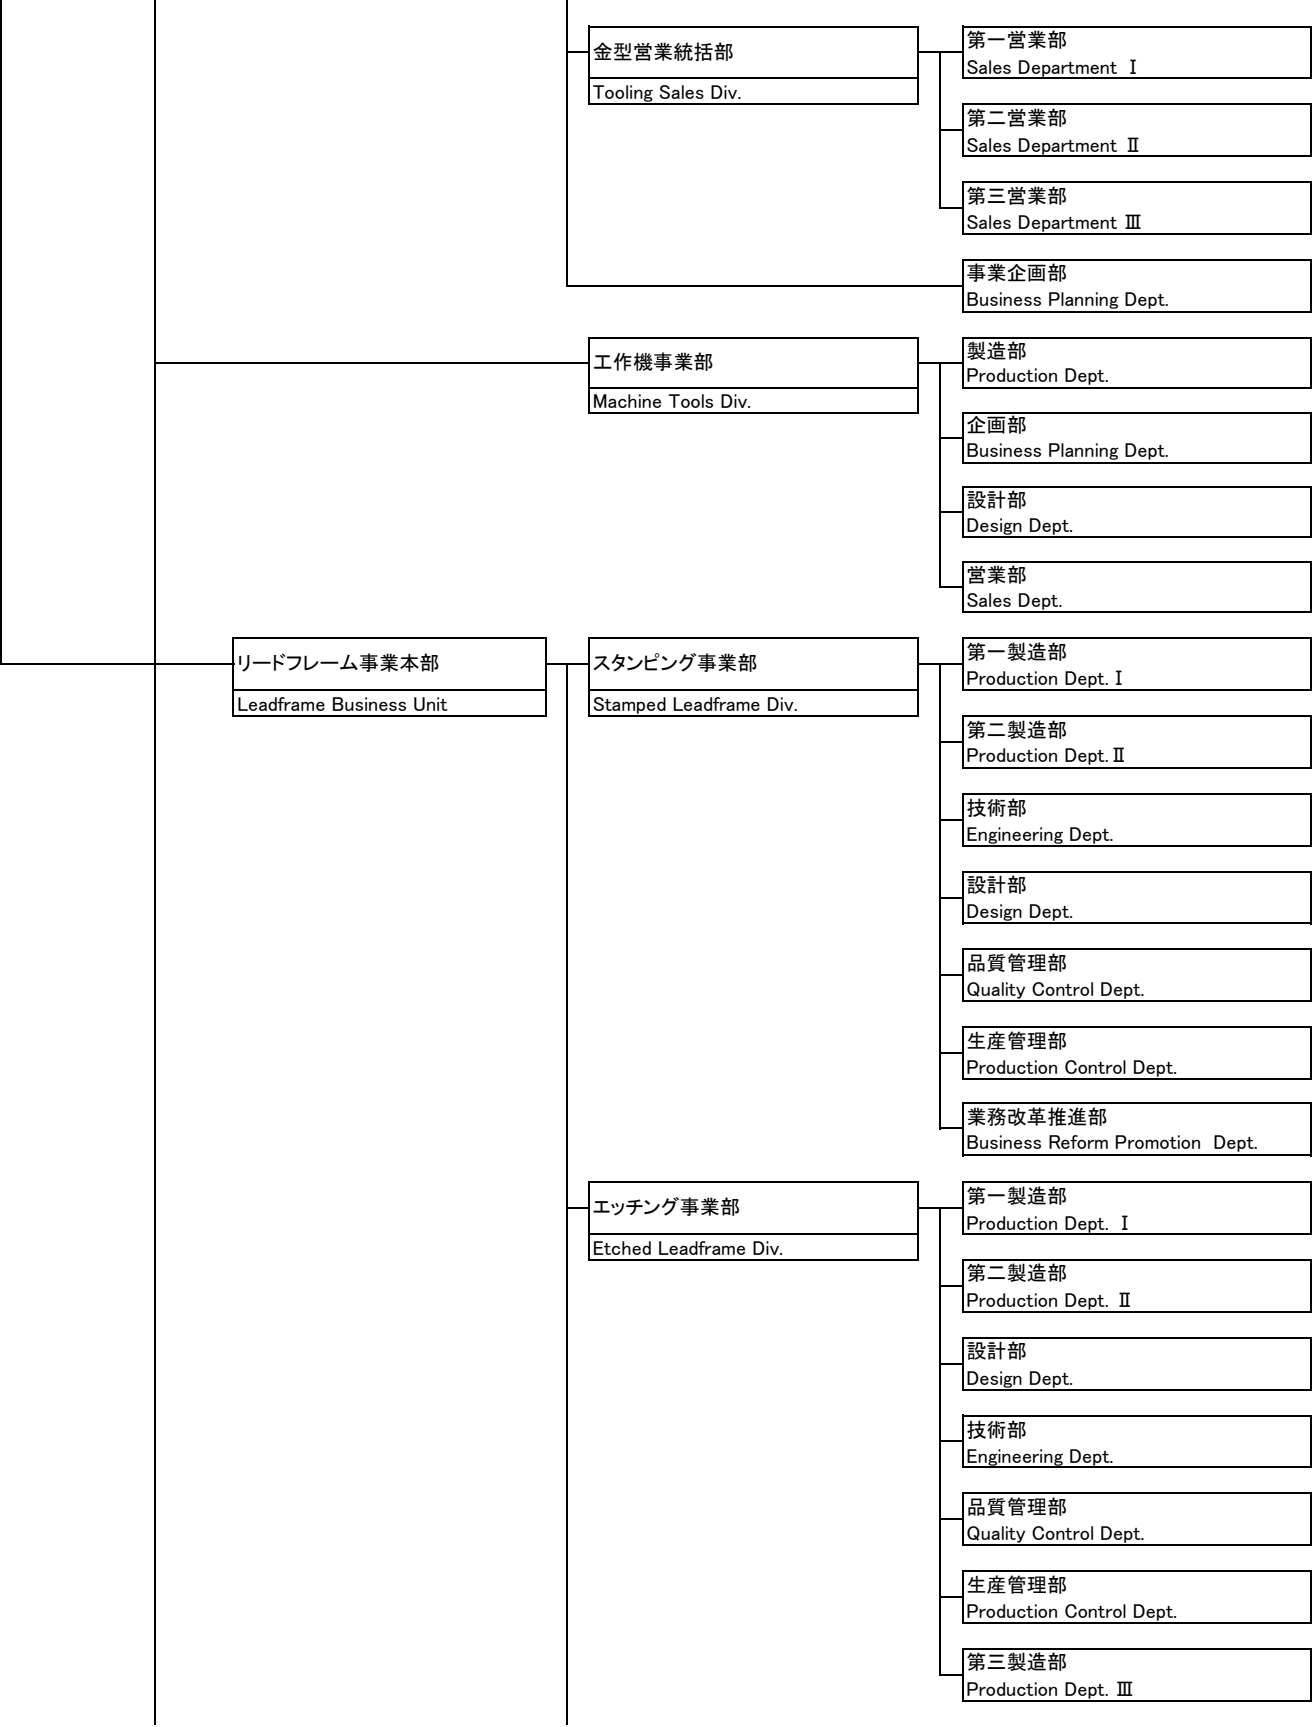 金型営業統括部
Tooling Sales Div.
第一営業部
Sales Department Ⅰ
第二営業部
Sales Department Ⅱ
第三営業部
Sales Department Ⅲ
事業企画部
Business Planning Dept.
工作機事業部
Machine Tools Div.
製造部
Production Dept.
企画部
Business Planning Dept.
設計部
Design Dept.
営業部
Sales Dept.
リードフレーム事業本部
Leadframe Business Unit
スタンピング事業部
Stamped Leadframe Div.
第一製造部
Production Dept.Ⅰ
第二製造部
Production Dept.Ⅱ
技術部
Engineering Dept.
設計部
Design Dept.
品質管理部
Quality Control Dept.
生産管理部
Production Control Dept.
業務改革推進部
Business Reform Promotion Dept.
エッチング事業部
Etched Leadframe Div.
第一製造部
Production Dept. Ⅰ
第二製造部
Production Dept. Ⅱ
設計部
Design Dept.
技術部
Engineering Dept.
品質管理部
Quality Control Dept.
生産管理部
Production Control Dept.
第三製造部
Production Dept. Ⅲ